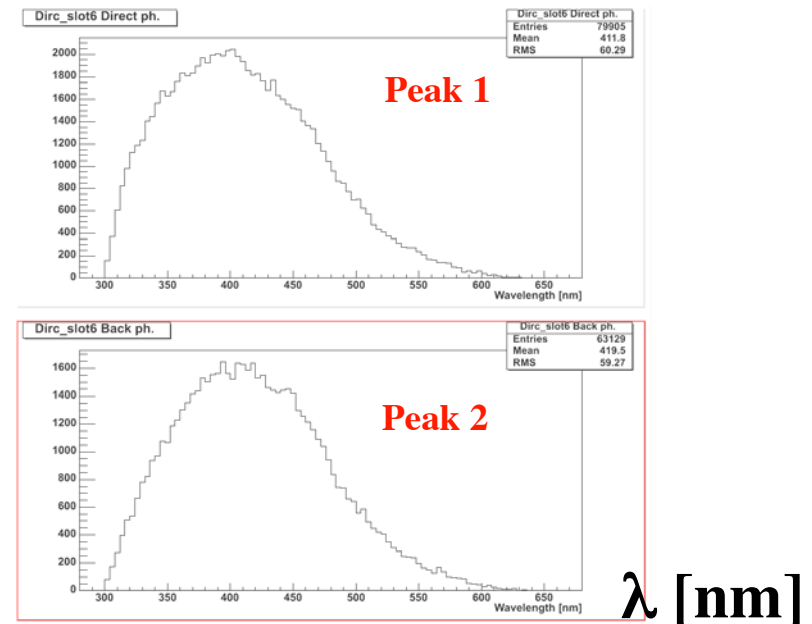 Dirc_slot6 Direct ph.
Dirc_slot6 Direct ph.
Entries 79905
Mean 411.8
RMS 60.29
Peak 1
2000
1800
1600
1400
1200
1000
800
600
400
200
0
300 350 400 450 500 550 600 650
Wavelength [nm]
Dirc_slot6 Back ph.
Dirc_slot6 Back ph.
Entries 63129
Mean 419.5
RMS 59.27
Peak 2
1600
1400
1200
1000
800
600
400
200
0
300 350 400 450 500 550 600 650
Wavelength [nm]
λ [nm]